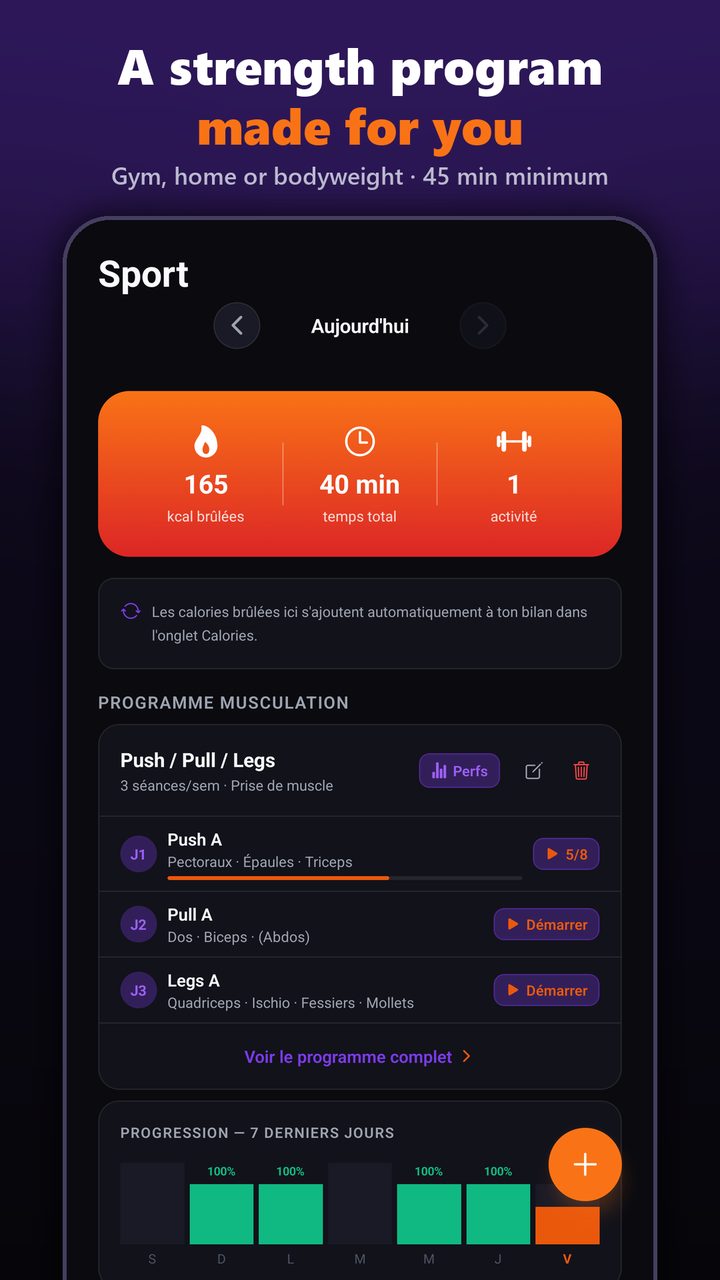 A strength program
made for you
Gym, home or bodyweight · 45 min minimum
Sport
Aujourd'hui
165
kcal brûlées
40 min
temps total
1
activité
Les calories brûlées ici s'ajoutent automatiquement à ton bilan dans
l'onglet Calories.
PROGRAMME MUSCULATION
Push / Pull / Legs
3 séances/sem · Prise de muscle
Perfs
J1
Push A
Pectoraux · Épaules · Triceps
5/8
J2
Pull A
Dos · Biceps · (Abdos)
Démarrer
J3
Legs A
Quadriceps · Ischio · Fessiers · Mollets
Démarrer
Voir le programme complet
PROGRESSION — 7 DERNIERS JOURS
100% 100% 100% 100%
S D L M M J V